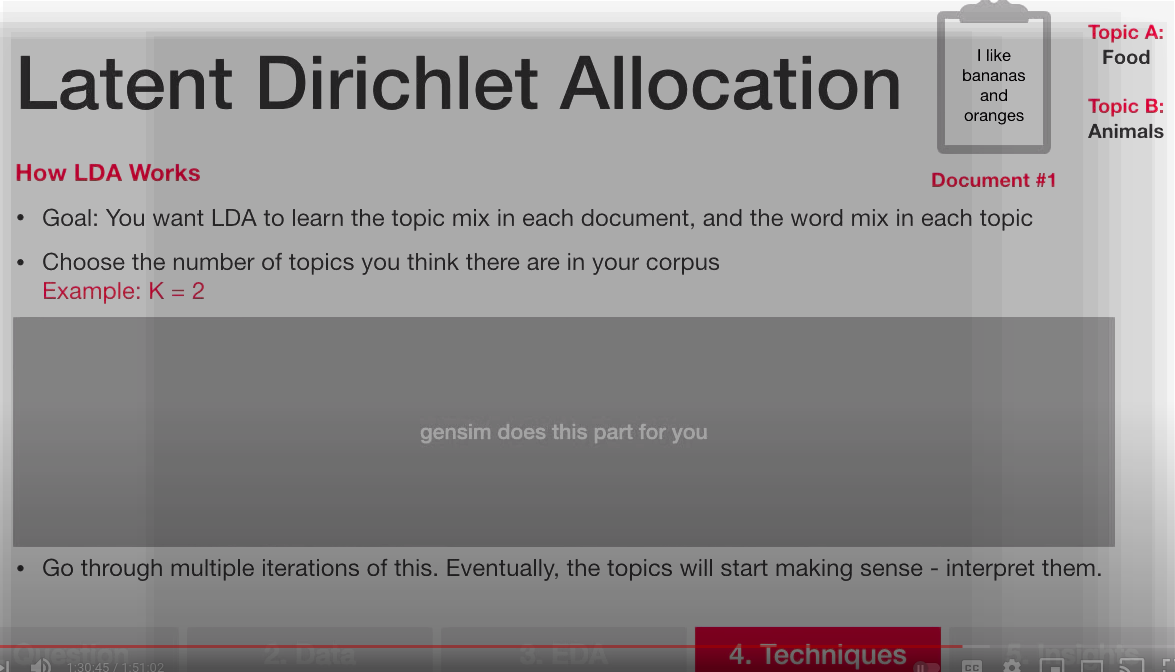 Latent Dirichlet Allocation
I like
bananas
and
oranges
Topic A:
Food
Topic B:
Animals
Document #1
How LDA Works
• Goal: You want LDA to learn the topic mix in each document, and the word mix in each topic
• Choose the number of topics you think there are in your corpus
Example: K = 2
gensim does this part for you
• Go through multiple iterations of this. Eventually, the topics will start making sense - interpret them.
Question
2. Data
3. EDA
4. Techniques
5. Insights
1:30:45 / 1:51:02
CC